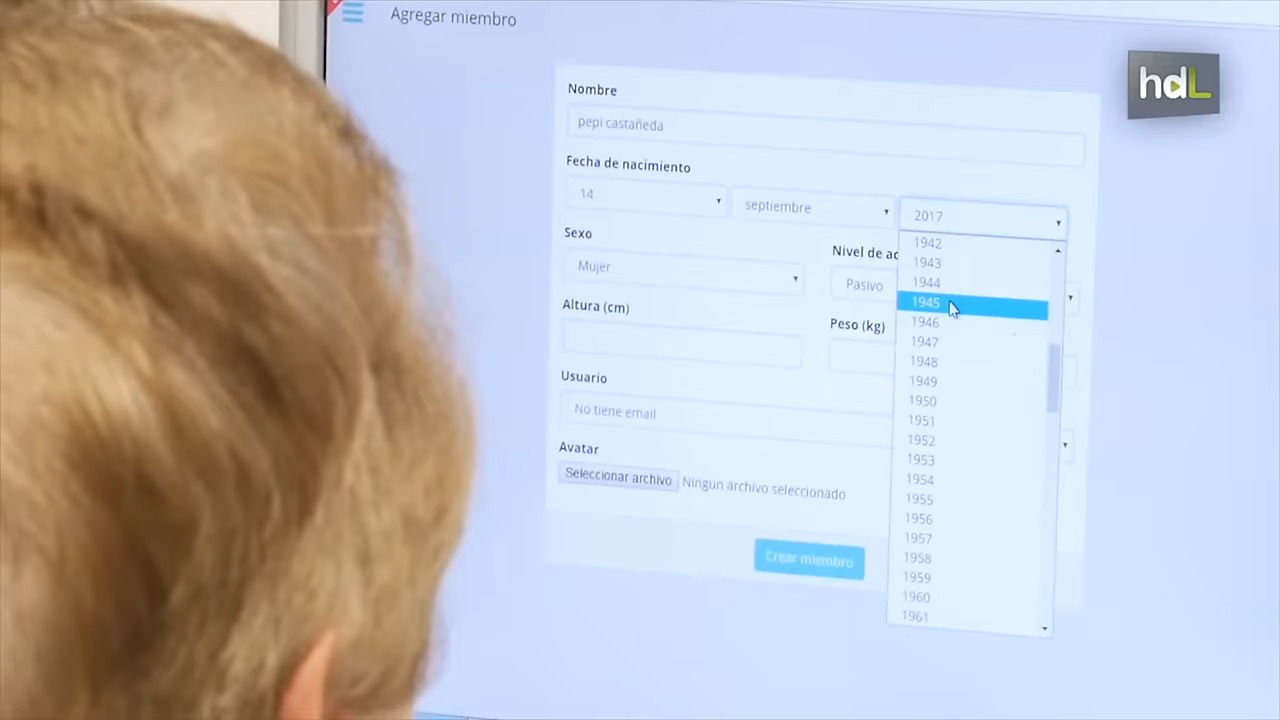 Agregar miembro
hdL
Nombre
pepi castañeda
Fecha de nacimiento
14
septiembre
2017
1942
1943
1944
1945
1946
1947
1948
1949
1950
1951
1952
1953
1954
1955
1956
1957
1958
1959
1960
1961
Sexo
Mujer
Nivel de ac
Pasivo
Altura (cm)
Peso (kg)
Usuario
No tiene email
Avatar
Seleccionar archivo Ningun archivo seleccionado
Crear miembro